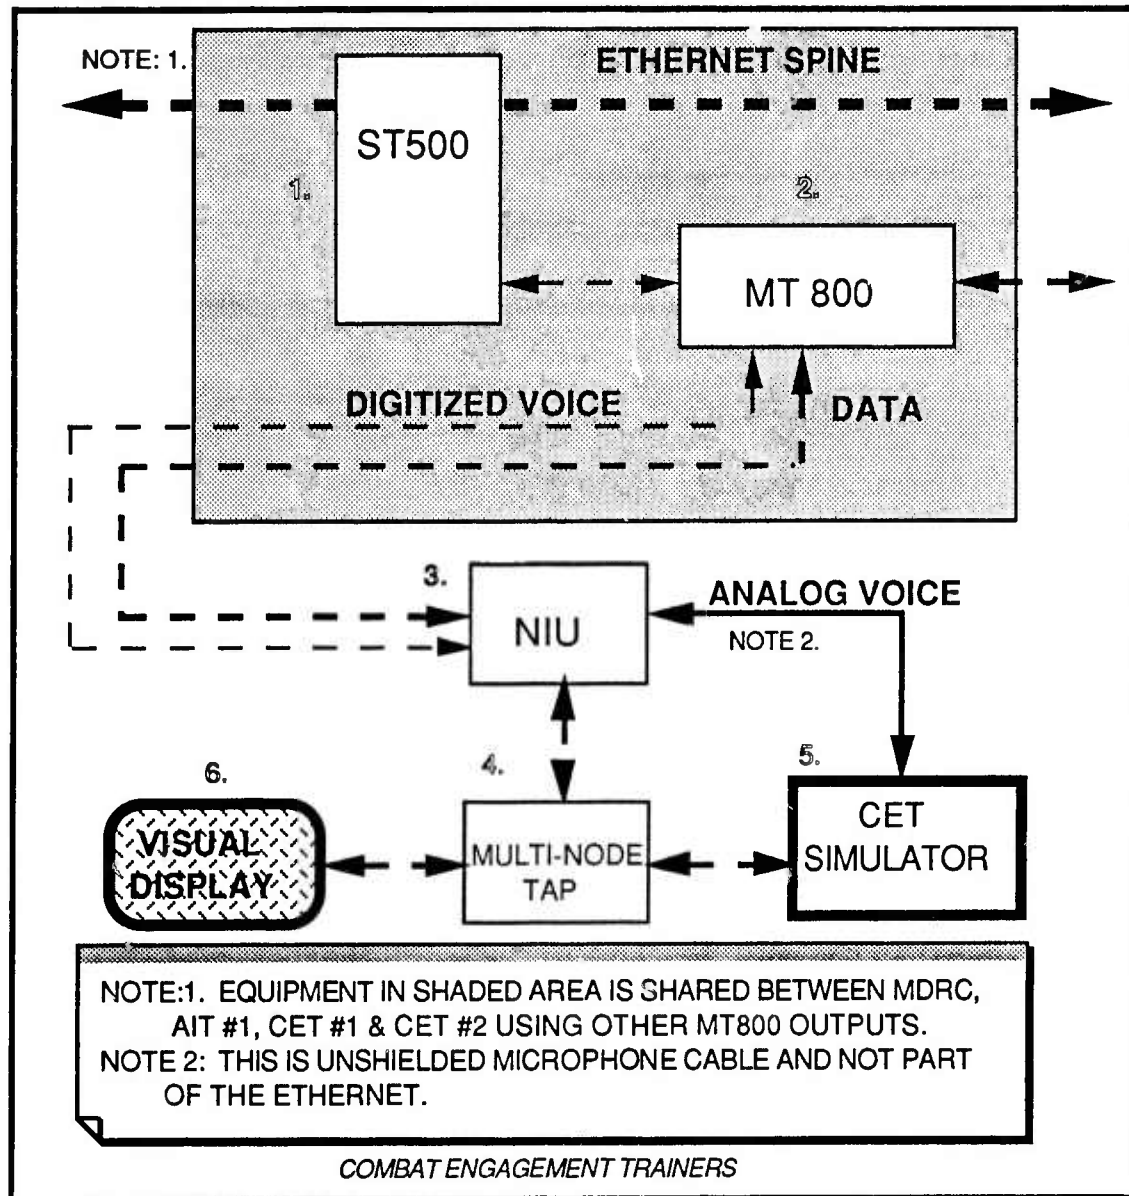 NOTE: 1.
ETHERNET SPINE
ST500
1.
2.
MT 800
DIGITIZED VOICE
DATA
3.
NIU
ANALOG VOICE
NOTE 2.
4.
5.
6.
VISUAL
DISPLAY
MULTI-NODE
TAP
CET
SIMULATOR
NOTE:1. EQUIPMENT IN SHADED AREA IS SHARED BETWEEN MDRC,
AIT #1, CET #1 & CET #2 USING OTHER MT800 OUTPUTS.
NOTE 2: THIS IS UNSHIELDED MICROPHONE CABLE AND NOT PART
OF THE ETHERNET.
COMBAT ENGAGEMENT TRAINERS